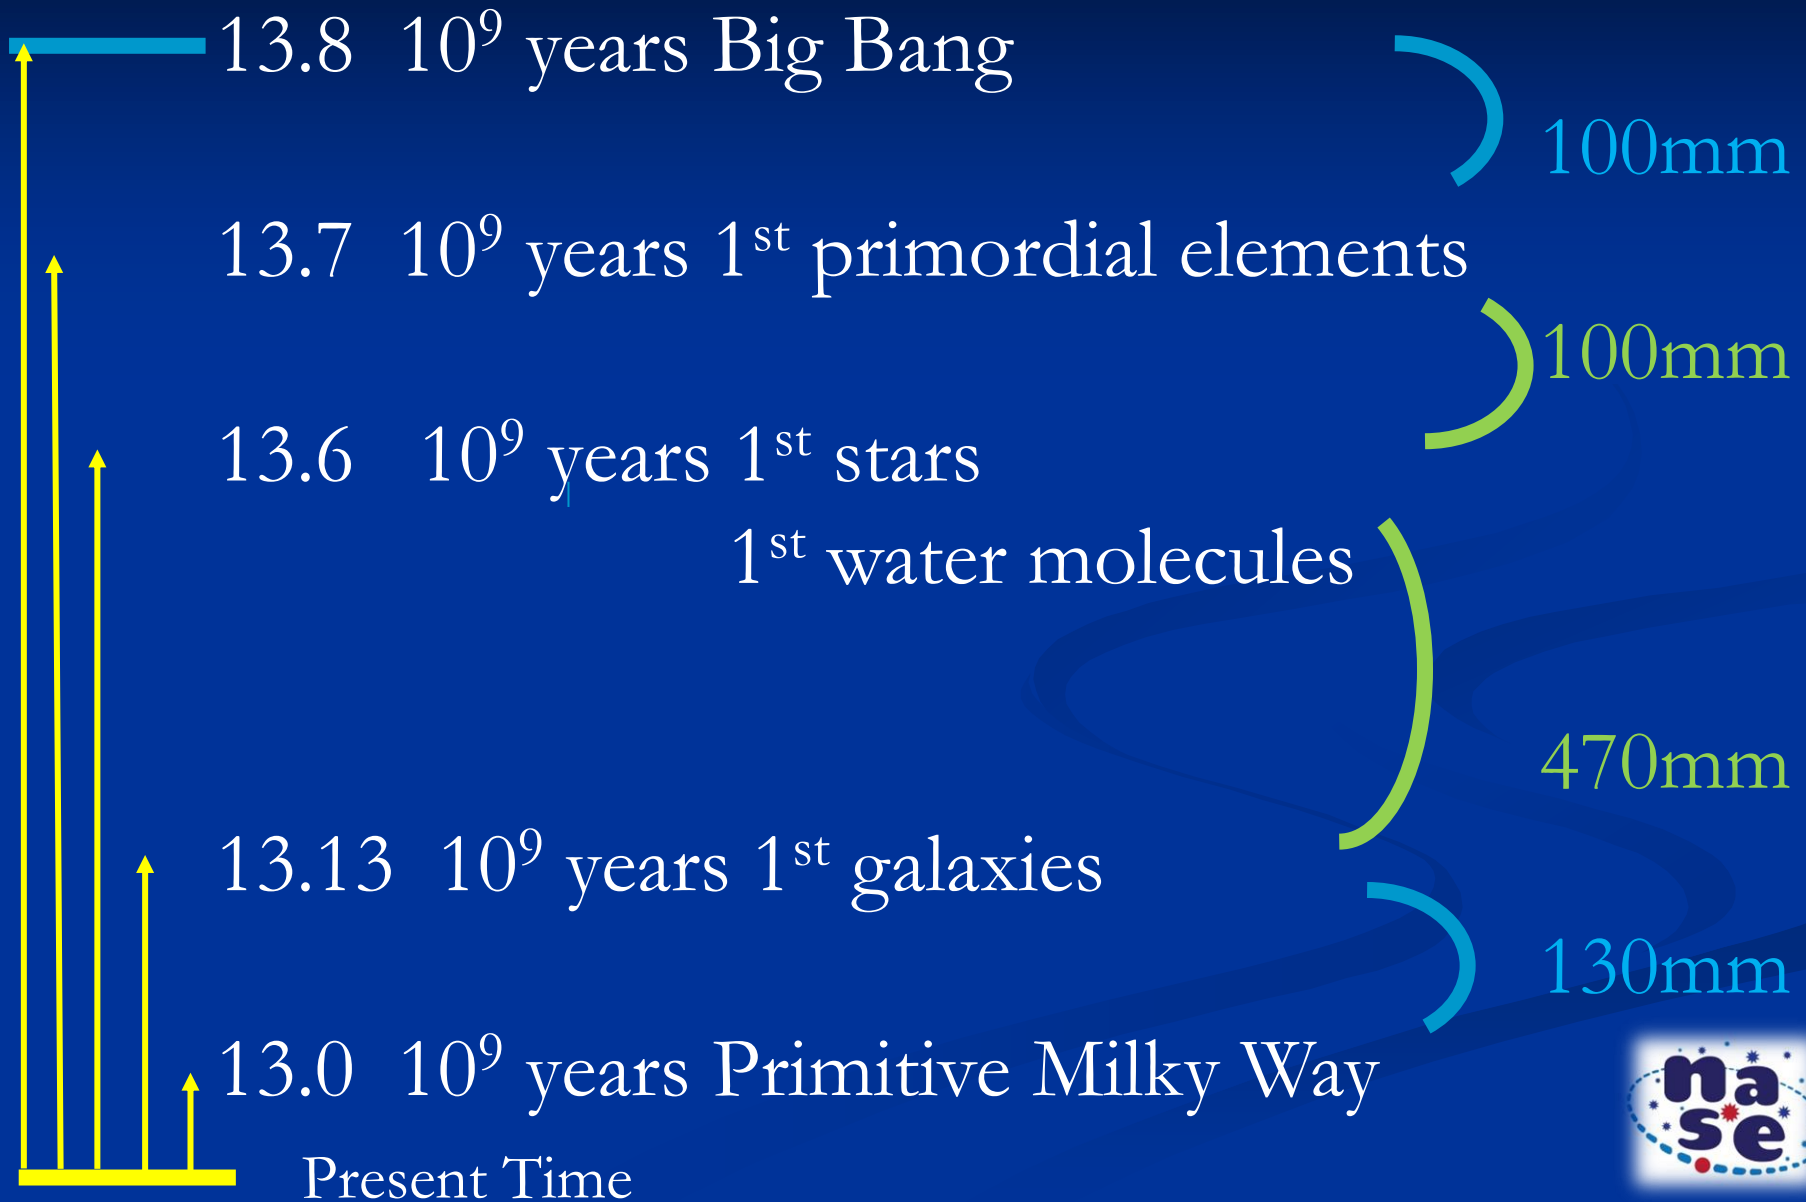 13.8 10⁹ years Big Bang
100mm
13.7 10⁹ years 1ˢᵗ primordial elements
100mm
13.6 10⁹ years 1ˢᵗ stars
1ˢᵗ water molecules
470mm
13.13 10⁹ years 1ˢᵗ galaxies
130mm
13.0 10⁹ years Primitive Milky Way
Present Time
nase